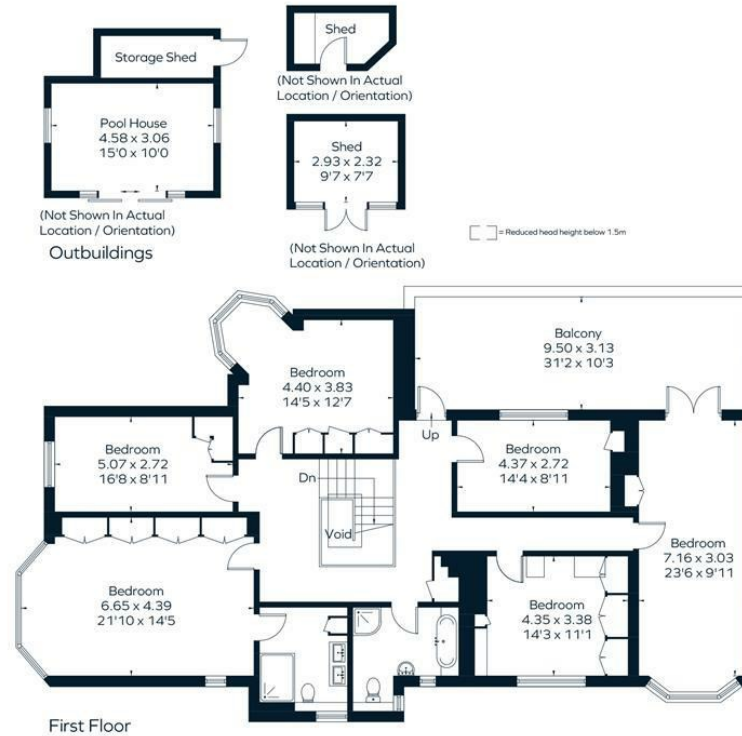 Storage Shed
Pool House
4.58 x 3.06
15'0 x 10'0
(Not Shown In Actual
Location / Orientation)
Outbuildings
Shed
(Not Shown In Actual
Location / Orientation)
Shed
2.93 x 2.32
9'7 x 7'7
(Not Shown In Actual
Location / Orientation)
= Reduced head height below 1.5m
Balcony
9.50 x 3.13
31'2 x 10'3
Bedroom
4.40 x 3.83
14'5 x 12'7
Bedroom
5.07 x 2.72
16'8 x 8'11
Up
Bedroom
4.37 x 2.72
14'4 x 8'11
Dn
Void
Bedroom
7.16 x 3.03
23'6 x 9'11
Bedroom
6.65 x 4.39
21'10 x 14'5
Bedroom
4.35 x 3.38
14'3 x 11'1
First Floor